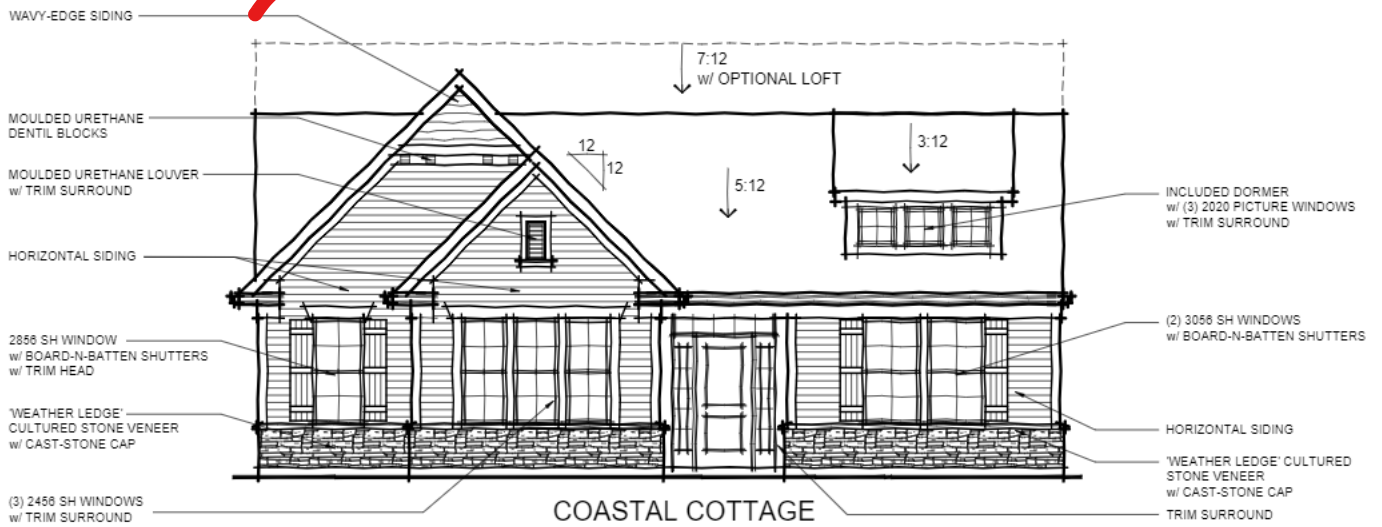 WAVY-EDGE SIDING
MOULDED URETHANE
DENTIL BLOCKS
MOULDED URETHANE LOUVER
w/ TRIM SURROUND
HORIZONTAL SIDING
2856 SH WINDOW
w/ BOARD-N-BATTEN SHUTTERS
w/ TRIM HEAD
'WEATHER LEDGE'
CULTURED STONE VENEER
w/ CAST-STONE CAP
(3) 2456 SH WINDOWS
w/ TRIM SURROUND
7:12
w/ OPTIONAL LOFT
12
12
5:12
3:12
INCLUDED DORMER
w/ (3) 2020 PICTURE WINDOWS
w/ TRIM SURROUND
(2) 3056 SH WINDOWS
w/ BOARD-N-BATTEN SHUTTERS
HORIZONTAL SIDING
'WEATHER LEDGE' CULTURED
STONE VENEER
w/ CAST-STONE CAP
TRIM SURROUND
COASTAL COTTAGE